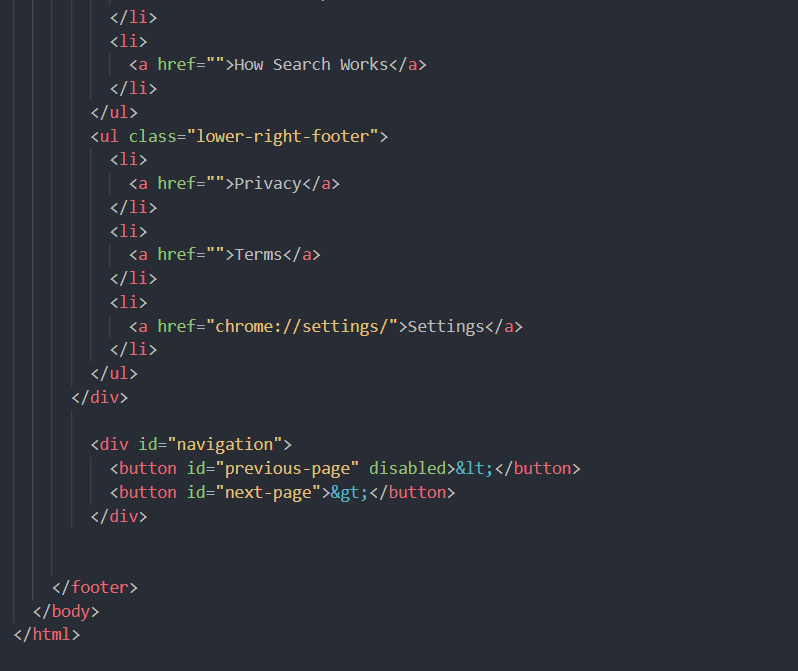 </li>
<li>
<a href="">How Search Works</a>
</li>
</ul>
<ul class="lower-right-footer">
<li>
<a href="">Privacy</a>
</li>
<li>
<a href="">Terms</a>
</li>
<li>
<a href="chrome://settings/">Settings</a>
</li>
</ul>
</div>
<div id="navigation">
<button id="previous-page" disabled>&lt;</button>
<button id="next-page">&gt;</button>
</div>
</footer>
</body>
</html>